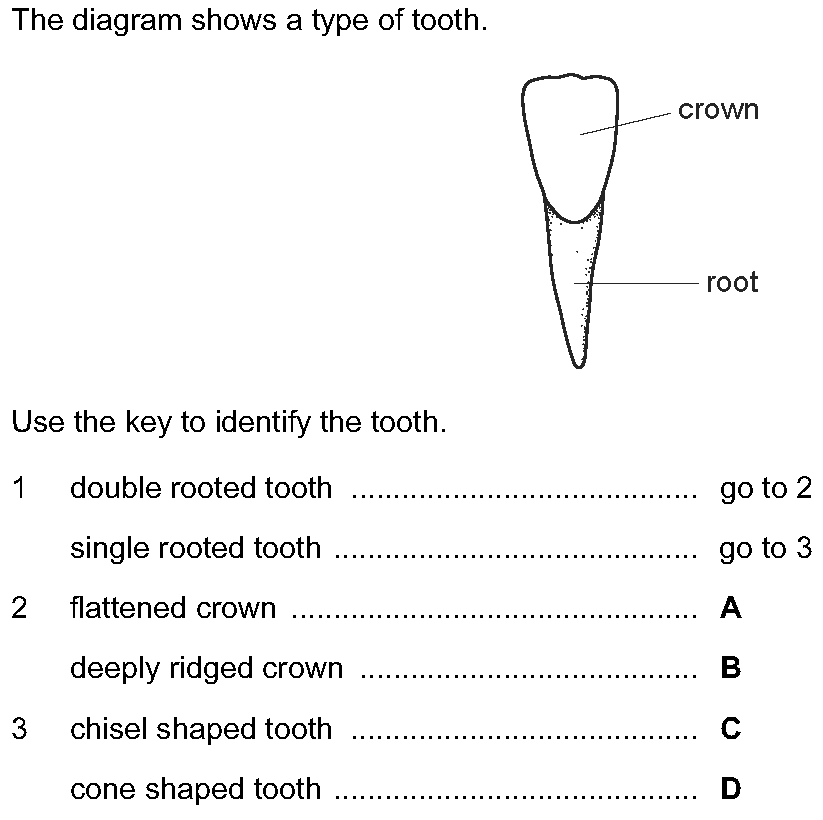 The diagram shows a type of tooth.
crown
root
Use the key to identify the tooth.
1 double rooted tooth .......................................... go to 2
single rooted tooth ............................................ go to 3
2 flattened crown ................................................. A
deeply ridged crown ......................................... B
3 chisel shaped tooth .......................................... C
cone shaped tooth ............................................ D